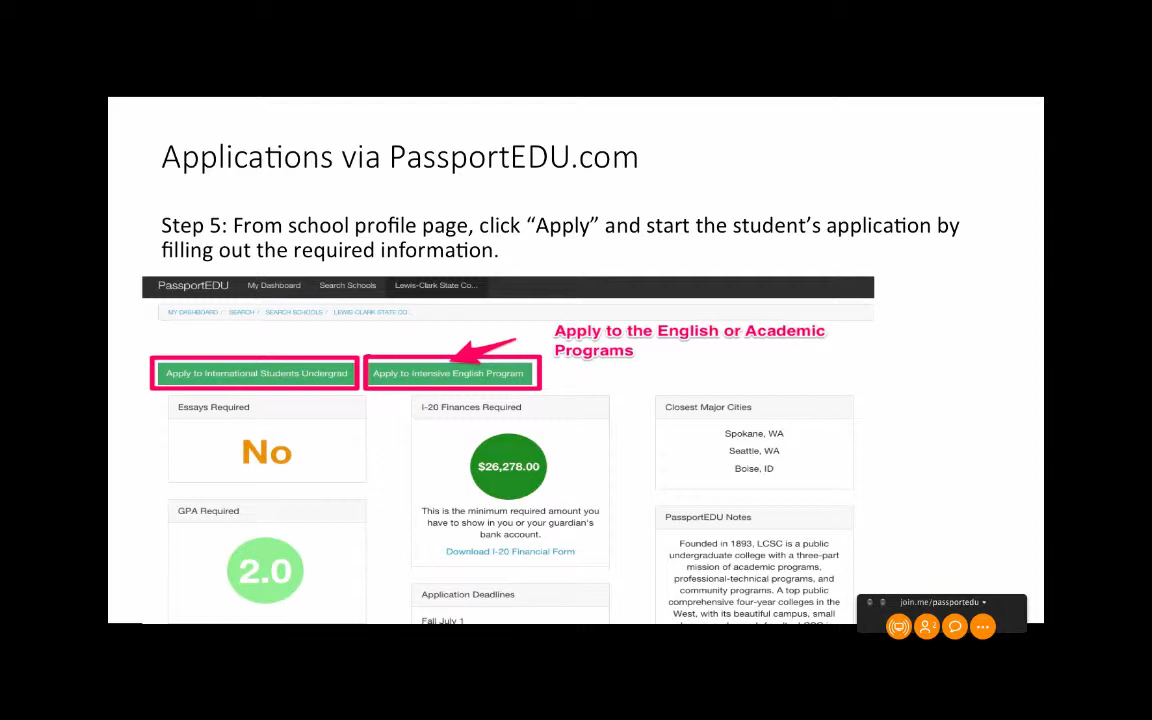 Applications via PassportEDU.com
Step 5: From school profile page, click “Apply” and start the student’s application by
filling out the required information.
PassportEDU My Dashboard Search Schools Lewis-Clark State Co...
MY DASHBOARD / SEARCH / SEARCH SCHOOLS / LEWIS-CLARK STATE CO...
Apply to the English or Academic
Programs
Apply to International Students Undergrad
Apply to Intensive English Program
Essays Required
No
GPA Required
2.0
I-20 Finances Required
$26,278.00
This is the minimum required amount you
have to show in you or your guardian's
bank account.
Download I-20 Financial Form
Application Deadlines
Fall July 1
Closest Major Cities
Spokane, WA
Seattle, WA
Boise, ID
PassportEDU Notes
Founded in 1893, LCSC is a public
undergraduate college with a three-part
mission of academic programs,
professional-technical programs, and
community programs. A top public
comprehensive four-year colleges in the
West, with its beautiful campus, small
join.me/passportedu
2